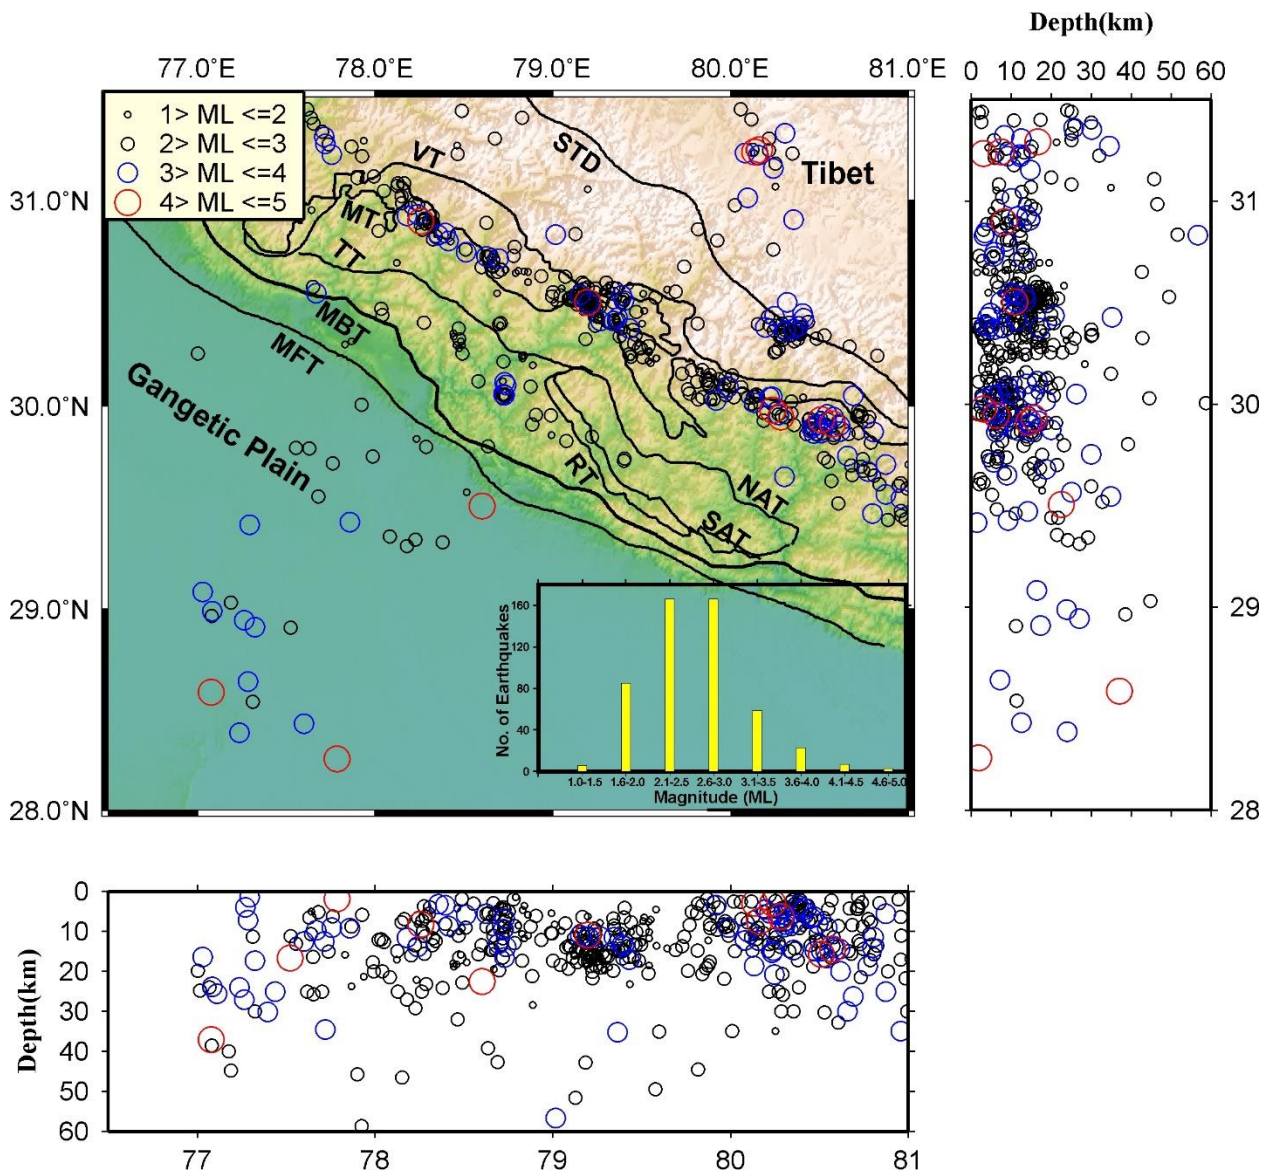 Depth(km)
77.0°E 78.0°E 79.0°E 80.0°E 81.0°E
0 10 20 30 40 50 60
1> ML <=2
2> ML <=3
3> ML <=4
4> ML <=5
VT
STD
Tibet
31.0°N
31
MT
TT
MBT
MFT
Gangetic Plain
30.0°N
30
RT
NAT
SAT
29.0°N
29
No. of Earthquakes
160
120
80
40
0
1.0-1.5 1.6-2.0 2.1-2.5 2.6-3.0 3.1-3.5 3.6-4.0 4.1-4.5 4.6-5.0
Magnitude (ML)
28.0°N
28
Depth(km)
0
10
20
30
40
50
60
77 78 79 80 81